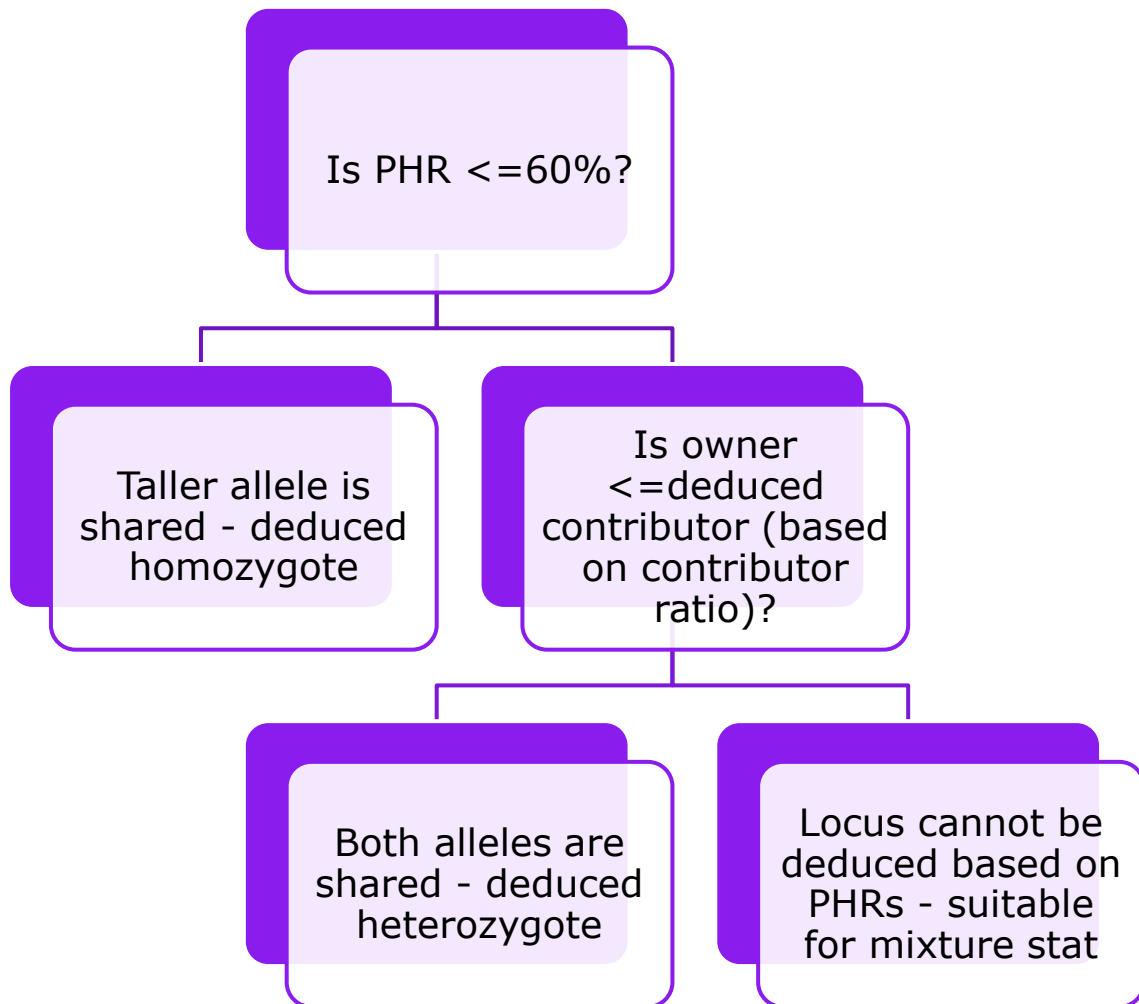 Is PHR <=60%?
Taller allele is
shared - deduced
homozygote
Is owner
<=deduced
contributor (based
on contributor
ratio)?
Both alleles are
shared - deduced
heterozygote
Locus cannot be
deduced based on
PHRs - suitable
for mixture stat